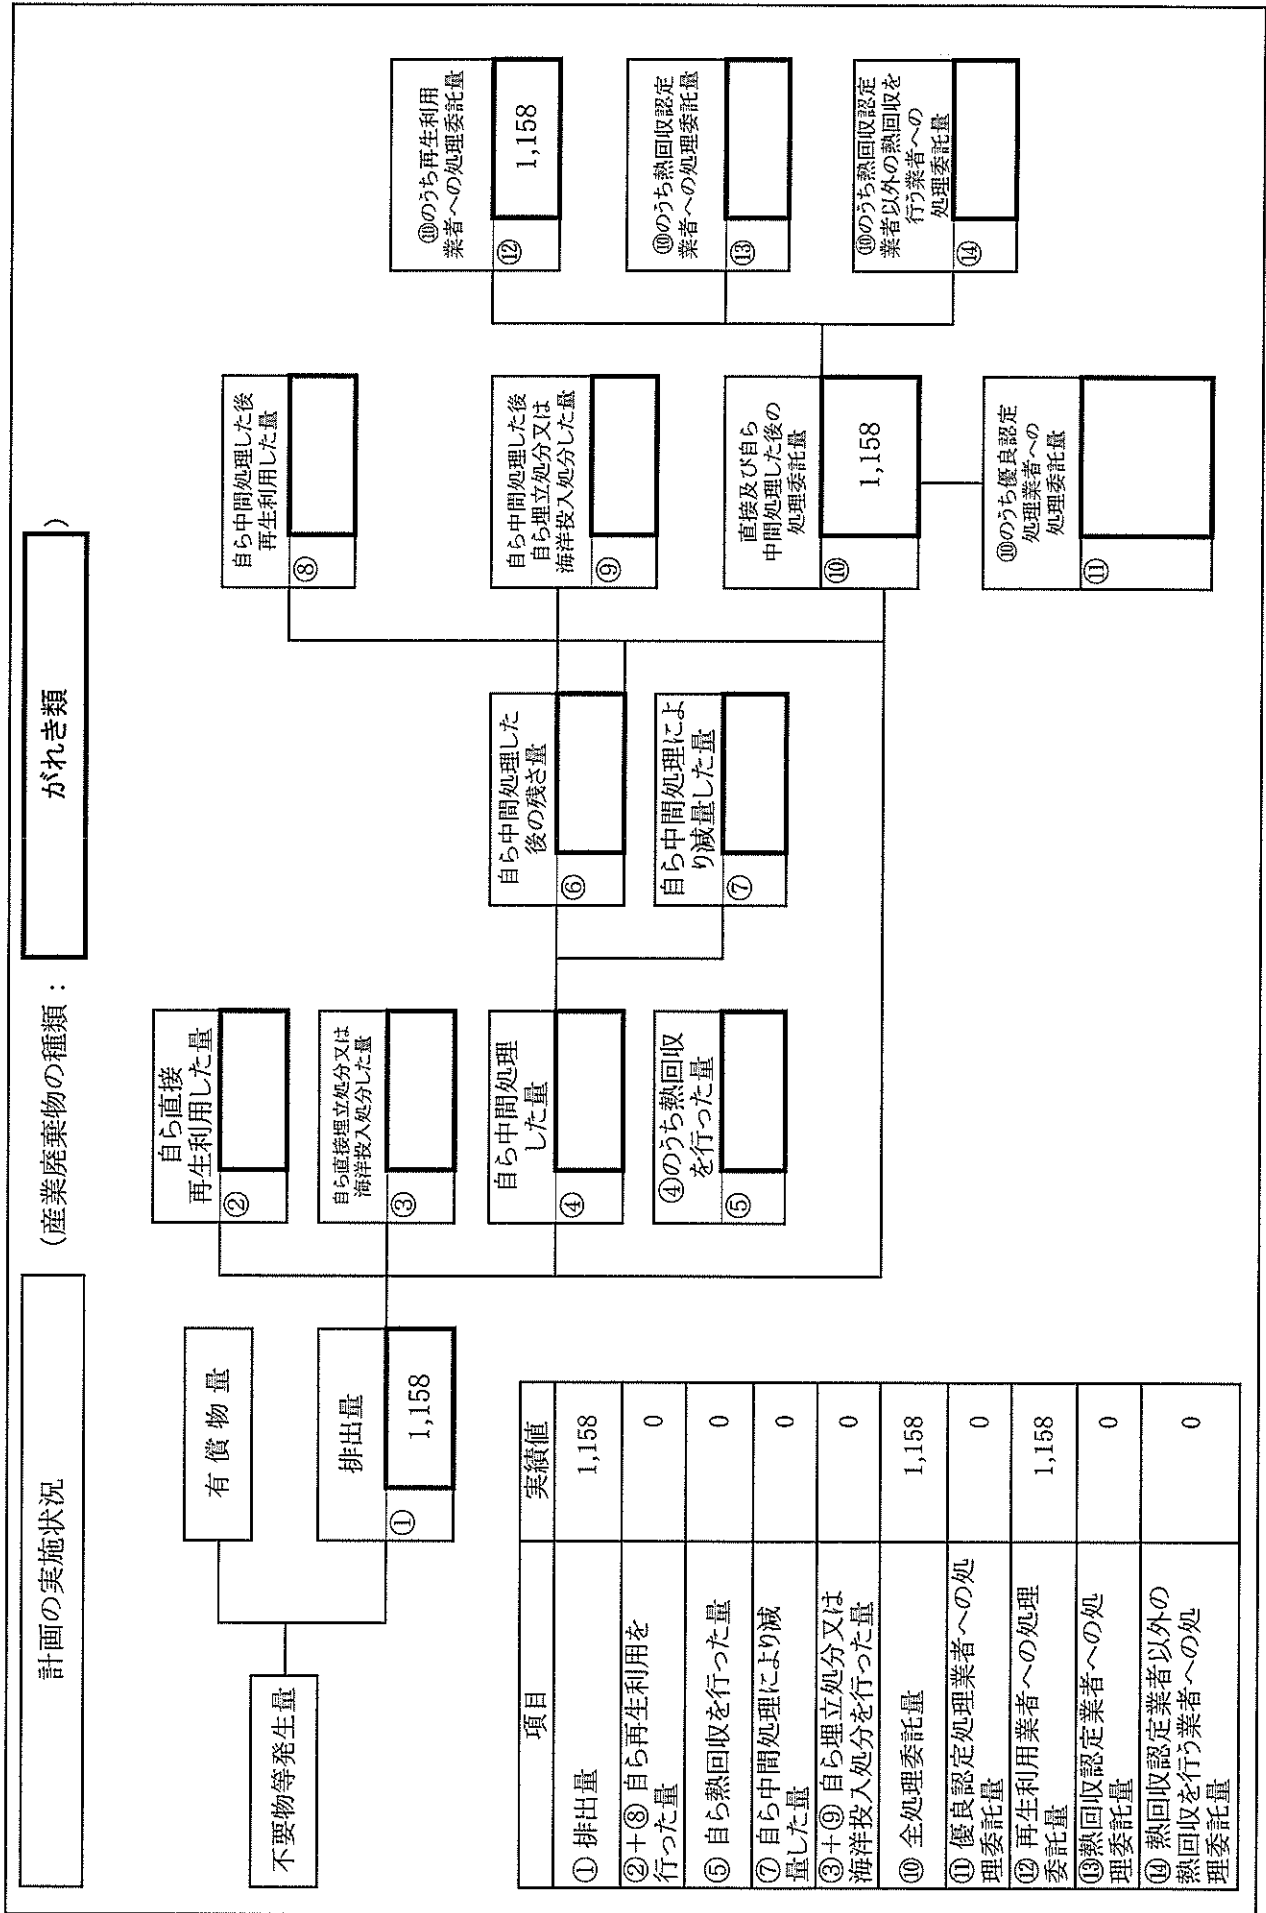 計画の実施状況
(産業廃棄物の種類：
がれき類
)
不要物等発生量
有償物量
排出量
①
1,158
自ら直接
再生利用した量
②
自ら直接埋立処分又は
海洋投入処分した量
③
自ら中間処理
した量
④
④のうち熱回収
を行った量
⑤
自ら中間処理した
後の残さ量
⑥
自ら中間処理によ
り減量した量
⑦
自ら中間処理した後
再生利用した量
⑧
自ら中間処理した後
自ら埋立処分又は
海洋投入処分した量
⑨
直接及び自ら
中間処理した後の
処理委託量
⑩
1,158
⑩のうち優良認定
処理業者への
処理委託量
⑪
⑩のうち再生利用
業者への処理委託量
⑫
1,158
⑩のうち熱回収認定
業者への処理委託量
⑬
⑩のうち熱回収認定
業者以外の熱回収を
行う業者への
処理委託量
⑭
項目 実績値
①排出量 1,158
②+⑧ 自ら再生利用を
行った量 0
⑤ 自ら熱回収を行った量 0
⑦ 自ら中間処理により減
量した量 0
③+⑨ 自ら埋立処分又は
海洋投入処分を行った量 0
⑩ 全処理委託量 1,158
⑪ 優良認定処理業者への処
理委託量 0
⑫ 再生利用業者への処理
委託量 1,158
⑬熱回収認定業者への処
理委託量 0
⑭ 熱回収認定業者以外の
熱回収を行う業者への処
理委託量 0